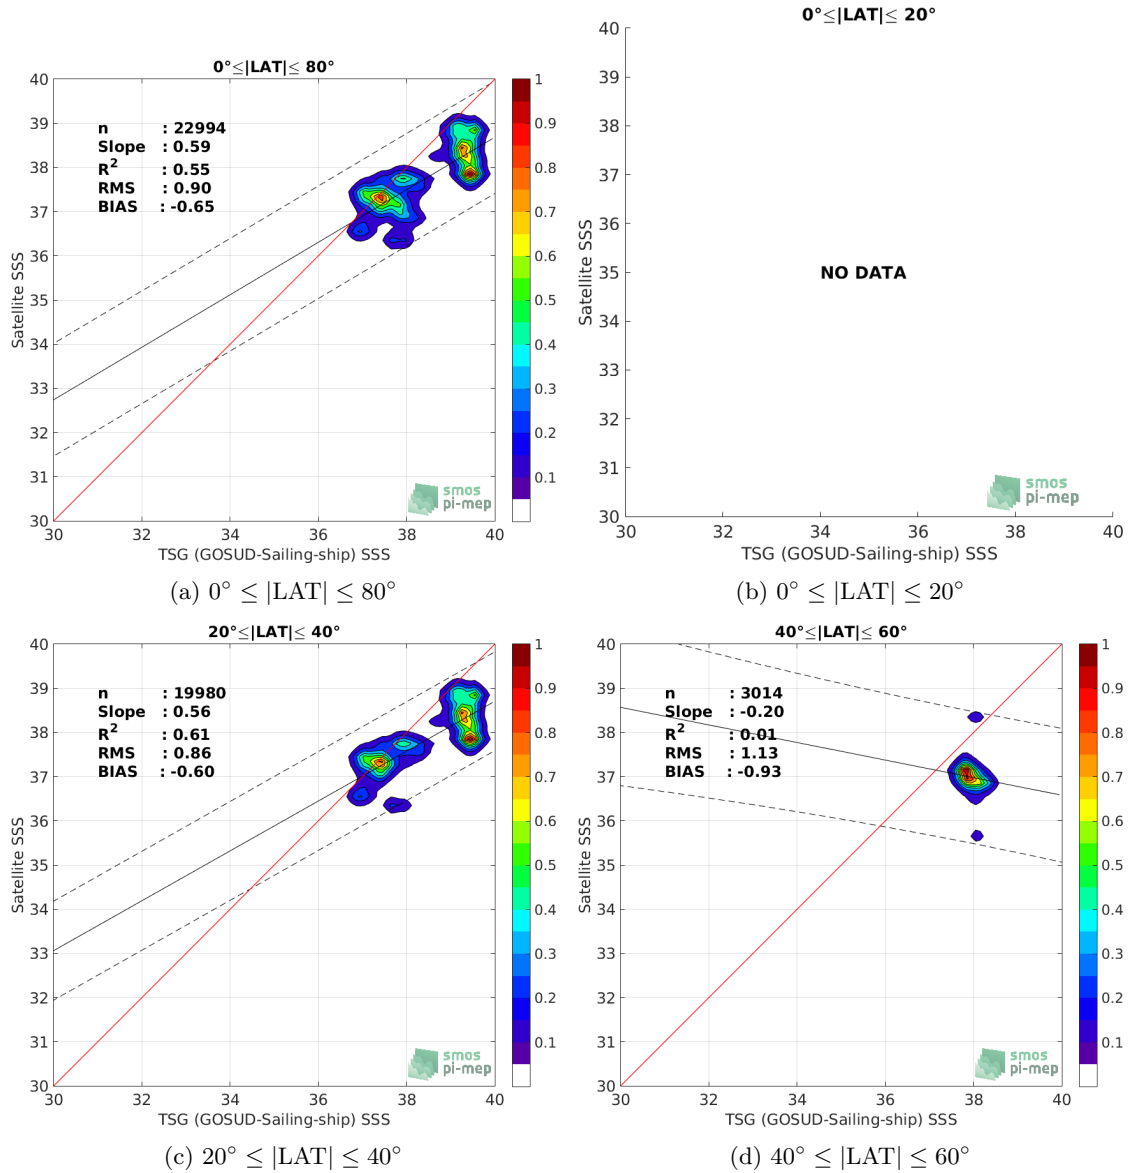 0°≤|LAT|≤ 80°
40
39
38
37
36
35
34
33
32
31
30
30
32
34
36
38
40
Satellite SSS
TSG (GOSUD-Sailing-ship) SSS
n : 22994
Slope : 0.59
R2 : 0.55
RMS : 0.90
BIAS : -0.65
1
0.9
0.8
0.7
0.6
0.5
0.4
0.3
0.2
0.1
smos
pi-mep
(a) 0° ≤ |LAT| ≤ 80°
0°≤|LAT|≤ 20°
40
39
38
37
36
35
34
33
32
31
30
30
32
34
36
38
40
Satellite SSS
TSG (GOSUD-Sailing-ship) SSS
NO DATA
smos
pi-mep
(b) 0° ≤ |LAT| ≤ 20°
20°≤|LAT|≤ 40°
40
39
38
37
36
35
34
33
32
31
30
30
32
34
36
38
40
Satellite SSS
TSG (GOSUD-Sailing-ship) SSS
n : 19980
Slope : 0.56
R2 : 0.61
RMS : 0.86
BIAS : -0.60
1
0.9
0.8
0.7
0.6
0.5
0.4
0.3
0.2
0.1
smos
pi-mep
(c) 20° ≤ |LAT| ≤ 40°
40°≤|LAT|≤ 60°
40
39
38
37
36
35
34
33
32
31
30
30
32
34
36
38
40
Satellite SSS
TSG (GOSUD-Sailing-ship) SSS
n : 3014
Slope : -0.20
R2 : 0.01
RMS : 1.13
BIAS : -0.93
1
0.9
0.8
0.7
0.6
0.5
0.4
0.3
0.2
0.1
smos
pi-mep
(d) 40° ≤ |LAT| ≤ 60°